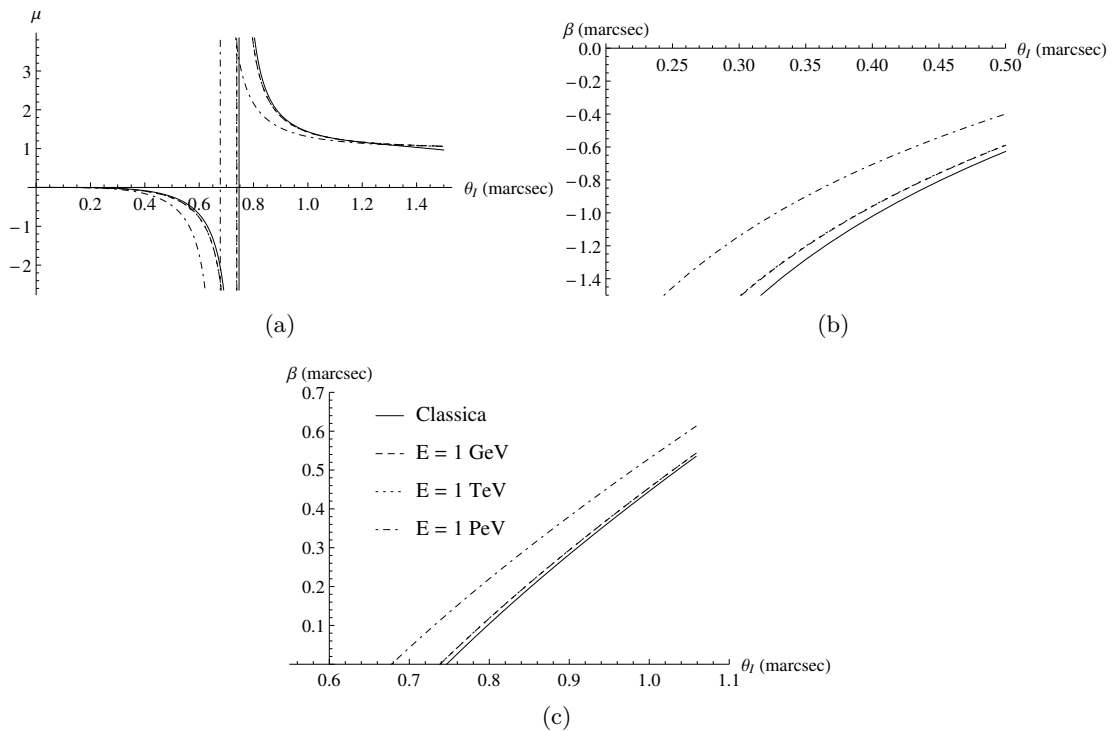 μ
3
2
1
−1
−2
0.2 0.4 0.6 0.8 1.0 1.2 1.4
θI (marcsec)
(a)
β (marcsec)
0.0
−0.2
−0.4
−0.6
−0.8
−1.0
−1.2
−1.4
0.25 0.30 0.35 0.40 0.45 0.50
θI (marcsec)
(b)
β (marcsec)
0.7
0.6
0.5
0.4
0.3
0.2
0.1
0.6 0.7 0.8 0.9 1.0 1.1
θI (marcsec)
Classica
E = 1 GeV
E = 1 TeV
E = 1 PeV
(c)